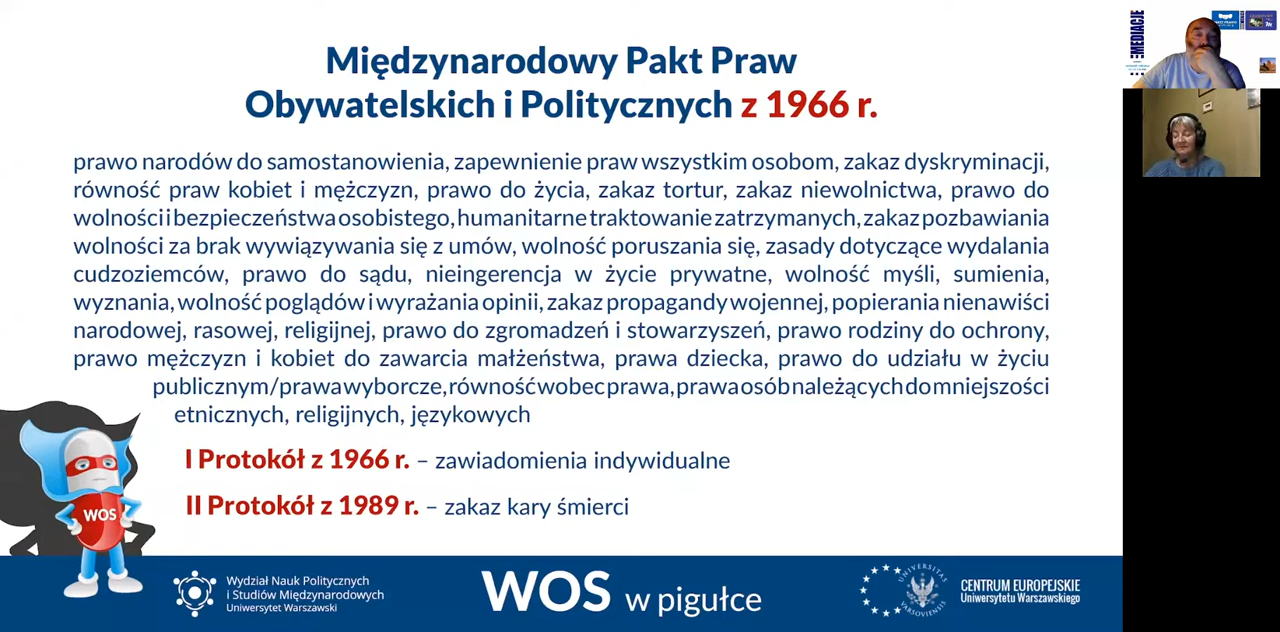 Międzynarodowy Pakt Praw
Obywatelskich i Politycznych z 1966 r.
prawo narodów do samostanowienia, zapewnienie praw wszystkim osobom, zakaz dyskryminacji,
równość praw kobiet i mężczyzn, prawo do życia, zakaz tortur, zakaz niewolnictwa, prawo do
wolności i bezpieczeństwa osobistego, humanitarne traktowanie zatrzymanych, zakaz pozbawiania
wolności za brak wywiązywania się z umów, wolność poruszania się, zasady dotyczące wydalania
cudzoziemców, prawo do sądu, nieingerencja w życie prywatne, wolność myśli, sumienia,
wyznania, wolność poglądów i wyrażania opinii, zakaz propagandy wojennej, popierania nienawiści
narodowej, rasowej, religijnej, prawo do zgromadzeń i stowarzyszeń, prawo rodziny do ochrony,
prawo mężczyzn i kobiet do zawarcia małżeństwa, prawa dziecka, prawo do udziału w życiu
publicznym/prawa wyborcze, równość wobec prawa, prawa osób należących do mniejszości
etnicznych, religijnych, językowych
I Protokół z 1966 r. – zawiadomienia indywidualne
II Protokół z 1989 r. – zakaz kary śmierci
WOS
Wydział Nauk Politycznych
i Studiów Międzynarodowych
Uniwersytet Warszawski
WOS w pigułce
UNIVERSITAS
VARSOVIENSIS
CENTRUM EUROPEJSKIE
Uniwersytetu Warszawskiego
MEDIACJE